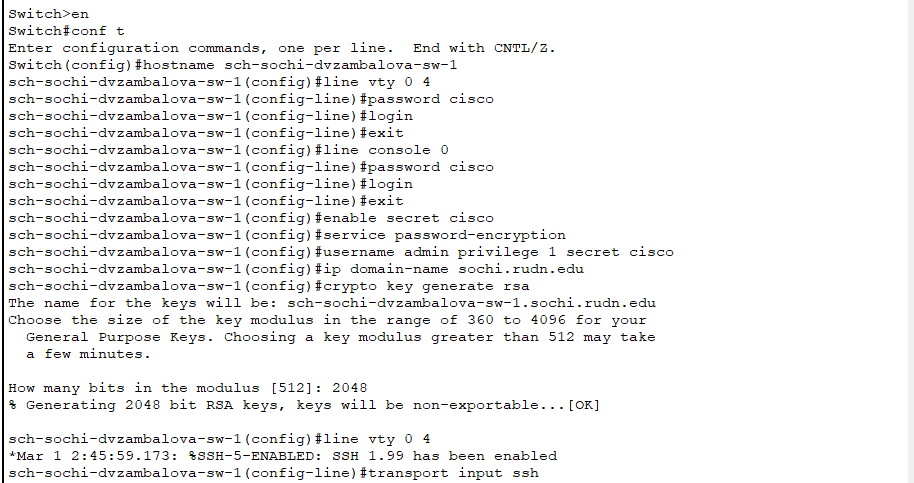 Switch>en
Switch#conf t
Enter configuration commands, one per line.  End with CNTL/Z.
Switch(config)#hostname sch-sochi-dvzambalova-sw-1
sch-sochi-dvzambalova-sw-1(config)#line vty 0 4
sch-sochi-dvzambalova-sw-1(config-line)#password cisco
sch-sochi-dvzambalova-sw-1(config-line)#login
sch-sochi-dvzambalova-sw-1(config-line)#exit
sch-sochi-dvzambalova-sw-1(config)#line console 0
sch-sochi-dvzambalova-sw-1(config-line)#password cisco
sch-sochi-dvzambalova-sw-1(config-line)#login
sch-sochi-dvzambalova-sw-1(config-line)#exit
sch-sochi-dvzambalova-sw-1(config)#enable secret cisco
sch-sochi-dvzambalova-sw-1(config)#service password-encryption
sch-sochi-dvzambalova-sw-1(config)#username admin privilege 1 secret cisco
sch-sochi-dvzambalova-sw-1(config)#ip domain-name sochi.rudn.edu
sch-sochi-dvzambalova-sw-1(config)#crypto key generate rsa
The name for the keys will be: sch-sochi-dvzambalova-sw-1.sochi.rudn.edu
Choose the size of the key modulus in the range of 360 to 4096 for your
  General Purpose Keys. Choosing a key modulus greater than 512 may take
  a few minutes.

How many bits in the modulus [512]: 2048
% Generating 2048 bit RSA keys, keys will be non-exportable...[OK]

sch-sochi-dvzambalova-sw-1(config)#line vty 0 4
*Mar 1 2:45:59.173: %SSH-5-ENABLED: SSH 1.99 has been enabled
sch-sochi-dvzambalova-sw-1(config-line)#transport input ssh